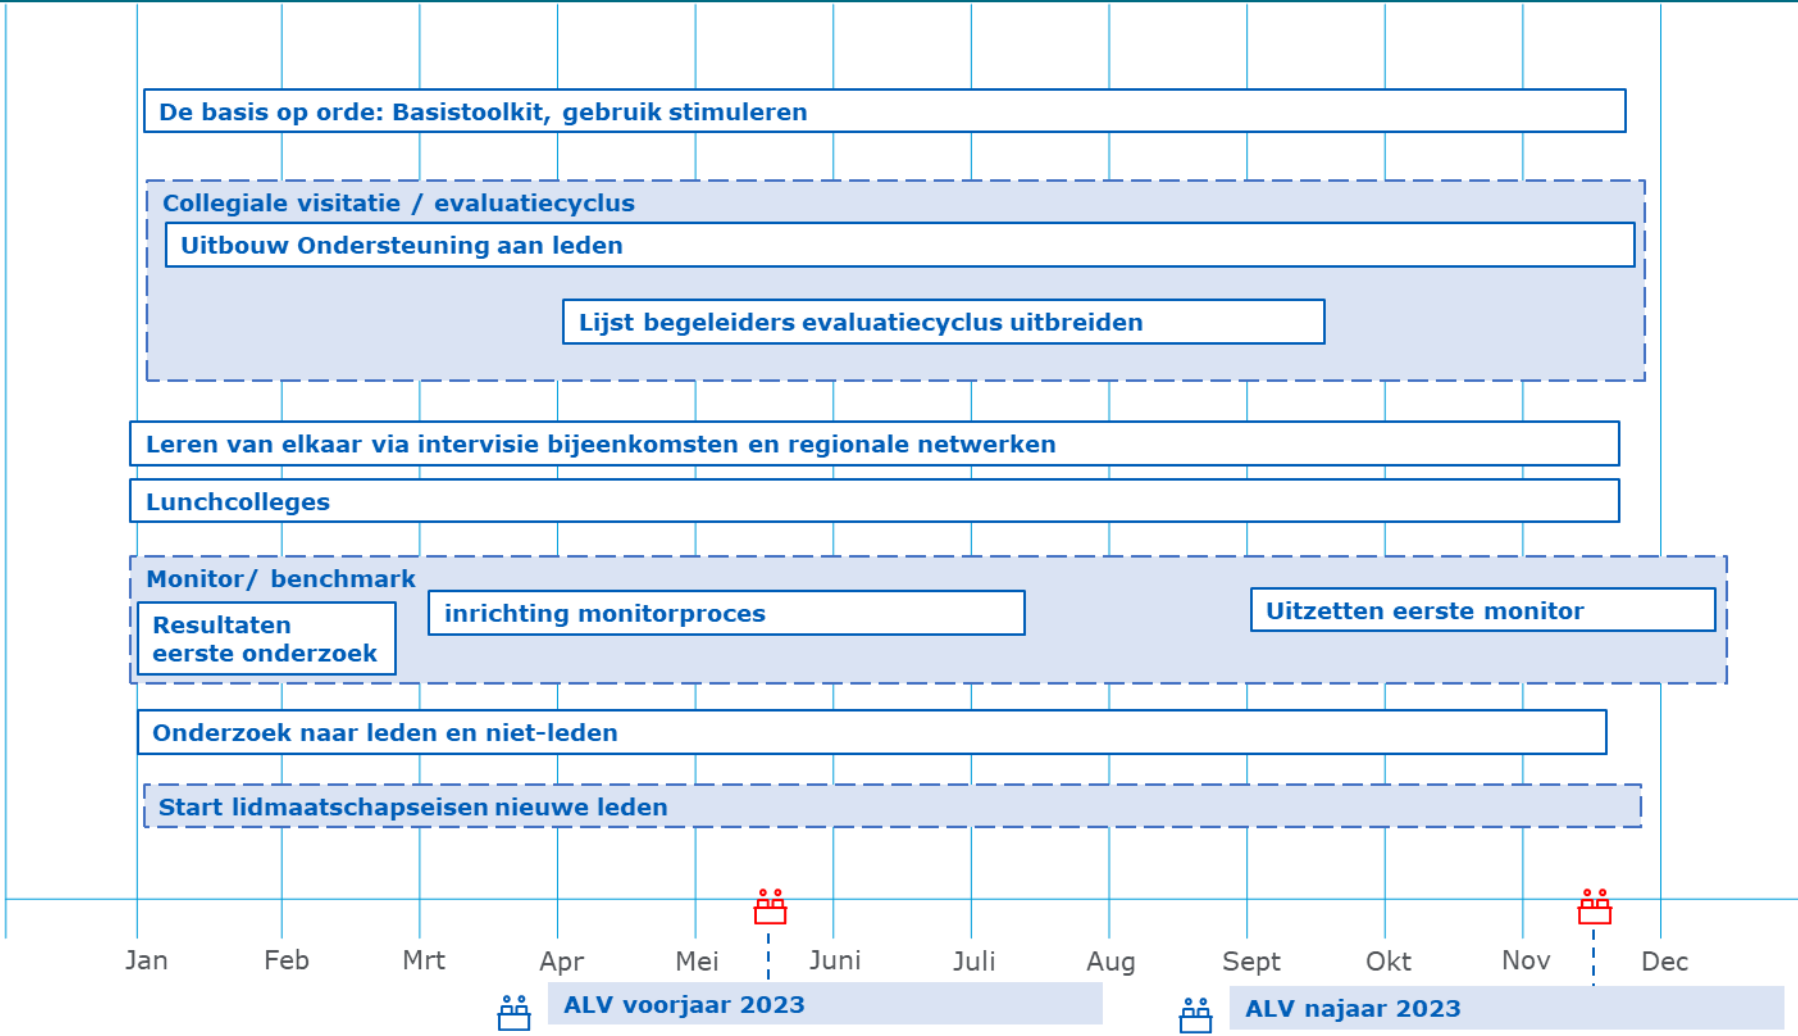 De basis op orde: Basistoolkit, gebruik stimuleren
Collegiale visitatie / evaluatiecyclus
Uitbouw Ondersteuning aan leden
Lijst begeleiders evaluatiecyclus uitbreiden
Leren van elkaar via intervisie bijeenkomsten en regionale netwerken
Lunchcolleges
Monitor/ benchmark
Resultaten
eerste onderzoek
inrichting monitorproces
Uitzetten eerste monitor
Onderzoek naar leden en niet-leden
Start lidmaatschapseisen nieuwe leden
Jan Feb Mrt Apr Mei Juni Juli Aug Sept Okt Nov Dec
ALV voorjaar 2023
ALV najaar 2023